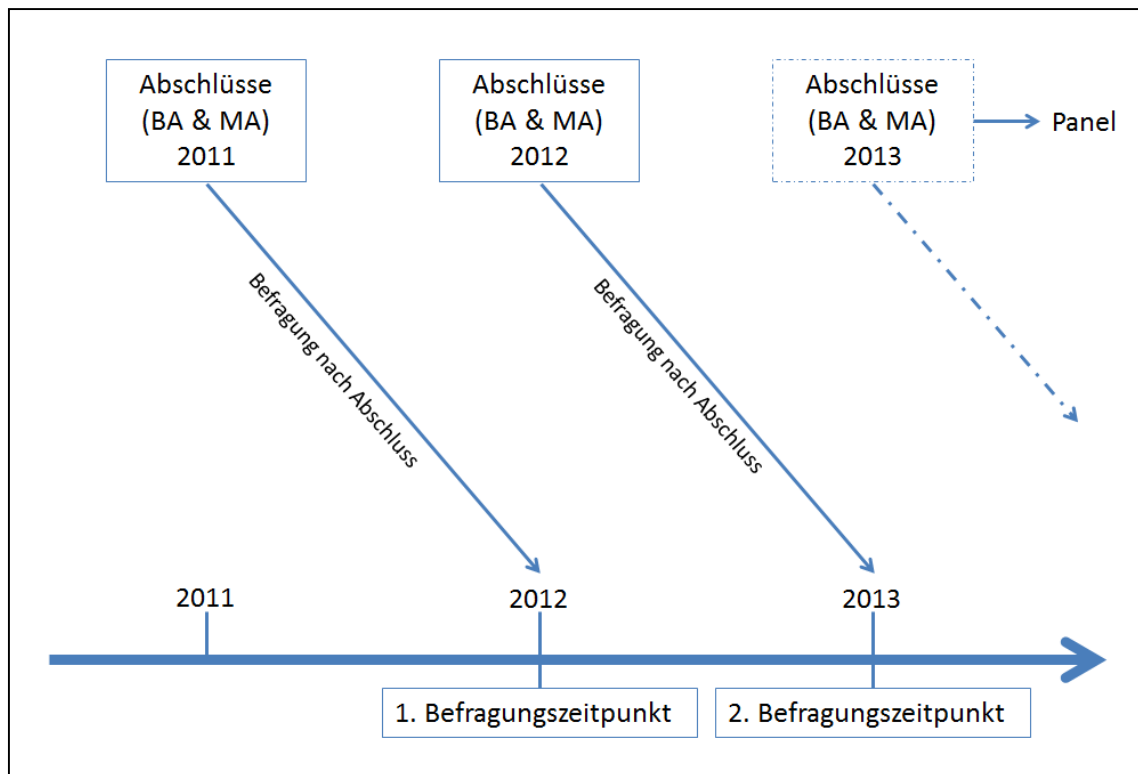 Abschlüsse
(BA & MA)
2011
Abschlüsse
(BA & MA)
2012
Abschlüsse
(BA & MA)
2013
Panel
Befragung nach Abschluss
Befragung nach Abschluss
2011
2012
2013
1. Befragungszeitpunkt
2. Befragungszeitpunkt